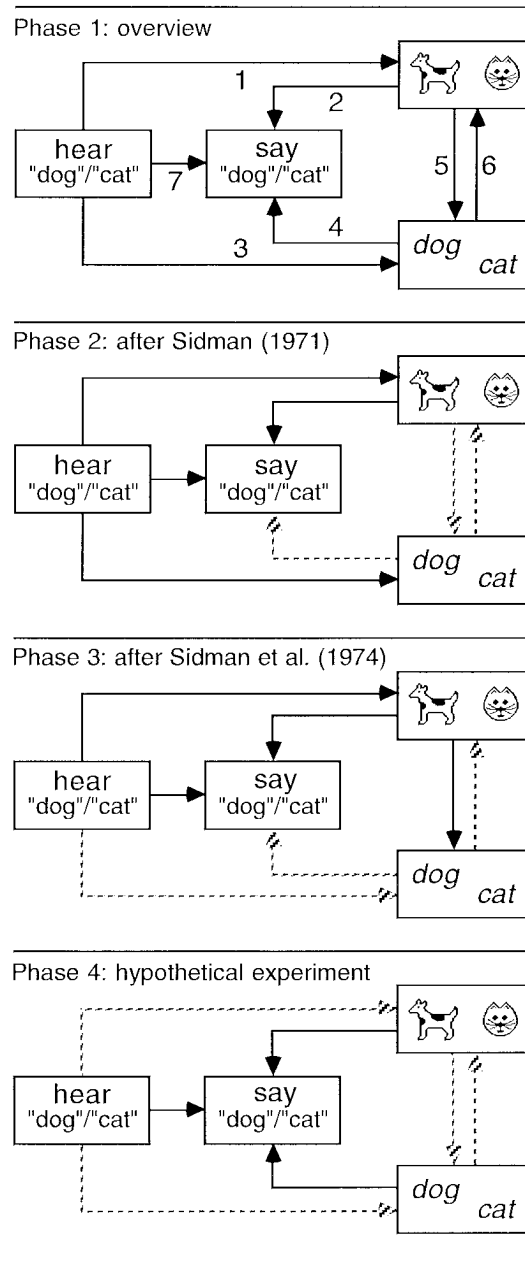 Phase 1: overview
1
2
hear
"dog"/"cat"
7
say
"dog"/"cat"
5
6
3
4
dog
cat
Phase 2: after Sidman (1971)
hear
"dog"/"cat"
say
"dog"/"cat"
dog
cat
Phase 3: after Sidman et al. (1974)
hear
"dog"/"cat"
say
"dog"/"cat"
dog
cat
Phase 4: hypothetical experiment
hear
"dog"/"cat"
say
"dog"/"cat"
dog
cat